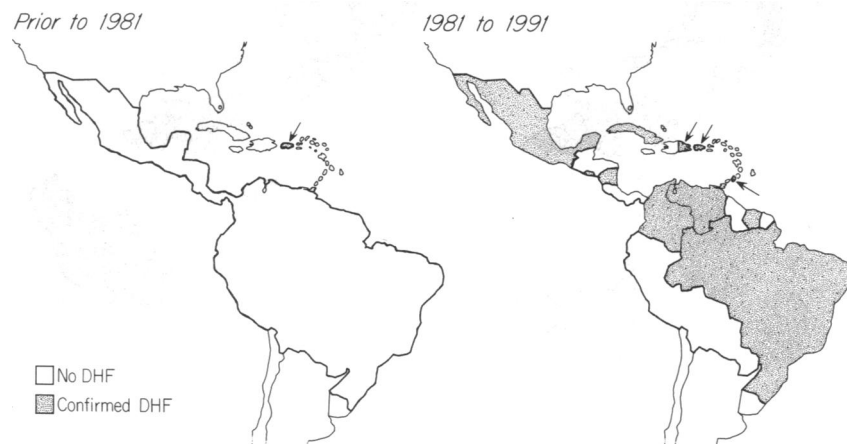 Prior to 1981
1981 to 1991
No DHF
Confirmed DHF